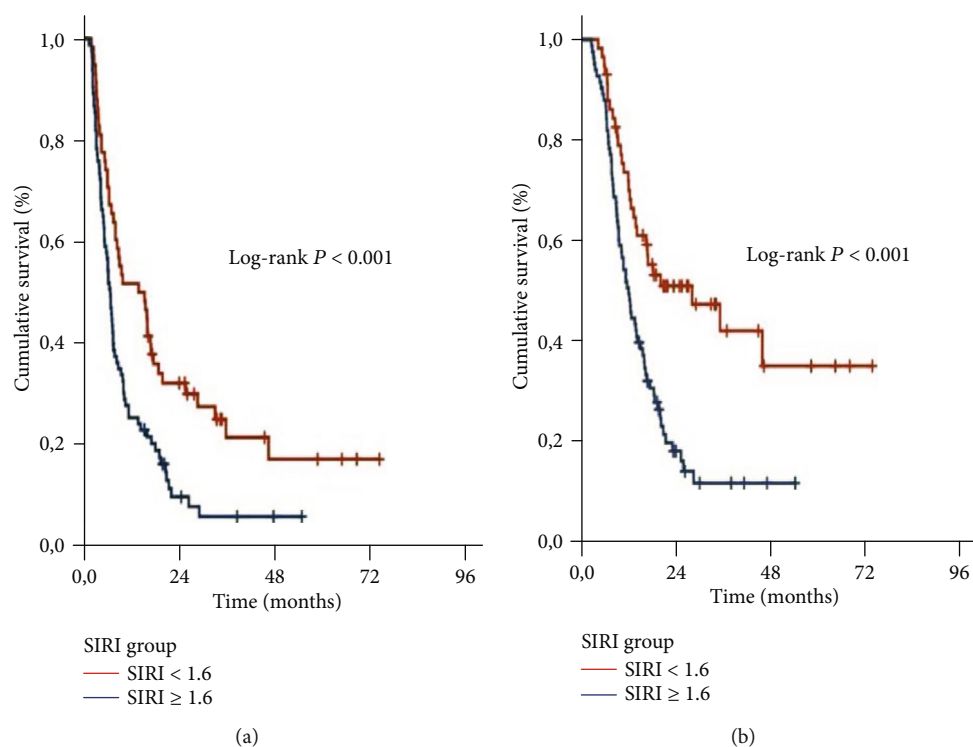 1,0
0,8
0,6
0,4
0,2
0,0
Cumulative survival (%)
Log-rank P < 0.001
0,0 24 48 72 96
Time (months)
SIRI group
SIRI < 1.6
SIRI ≥ 1.6
(a)
1,0
0,8
0,6
0,4
0,2
0,0
Cumulative survival (%)
Log-rank P < 0.001
0,0 24 48 72 96
Time (months)
SIRI group
SIRI < 1.6
SIRI ≥ 1.6
(b)